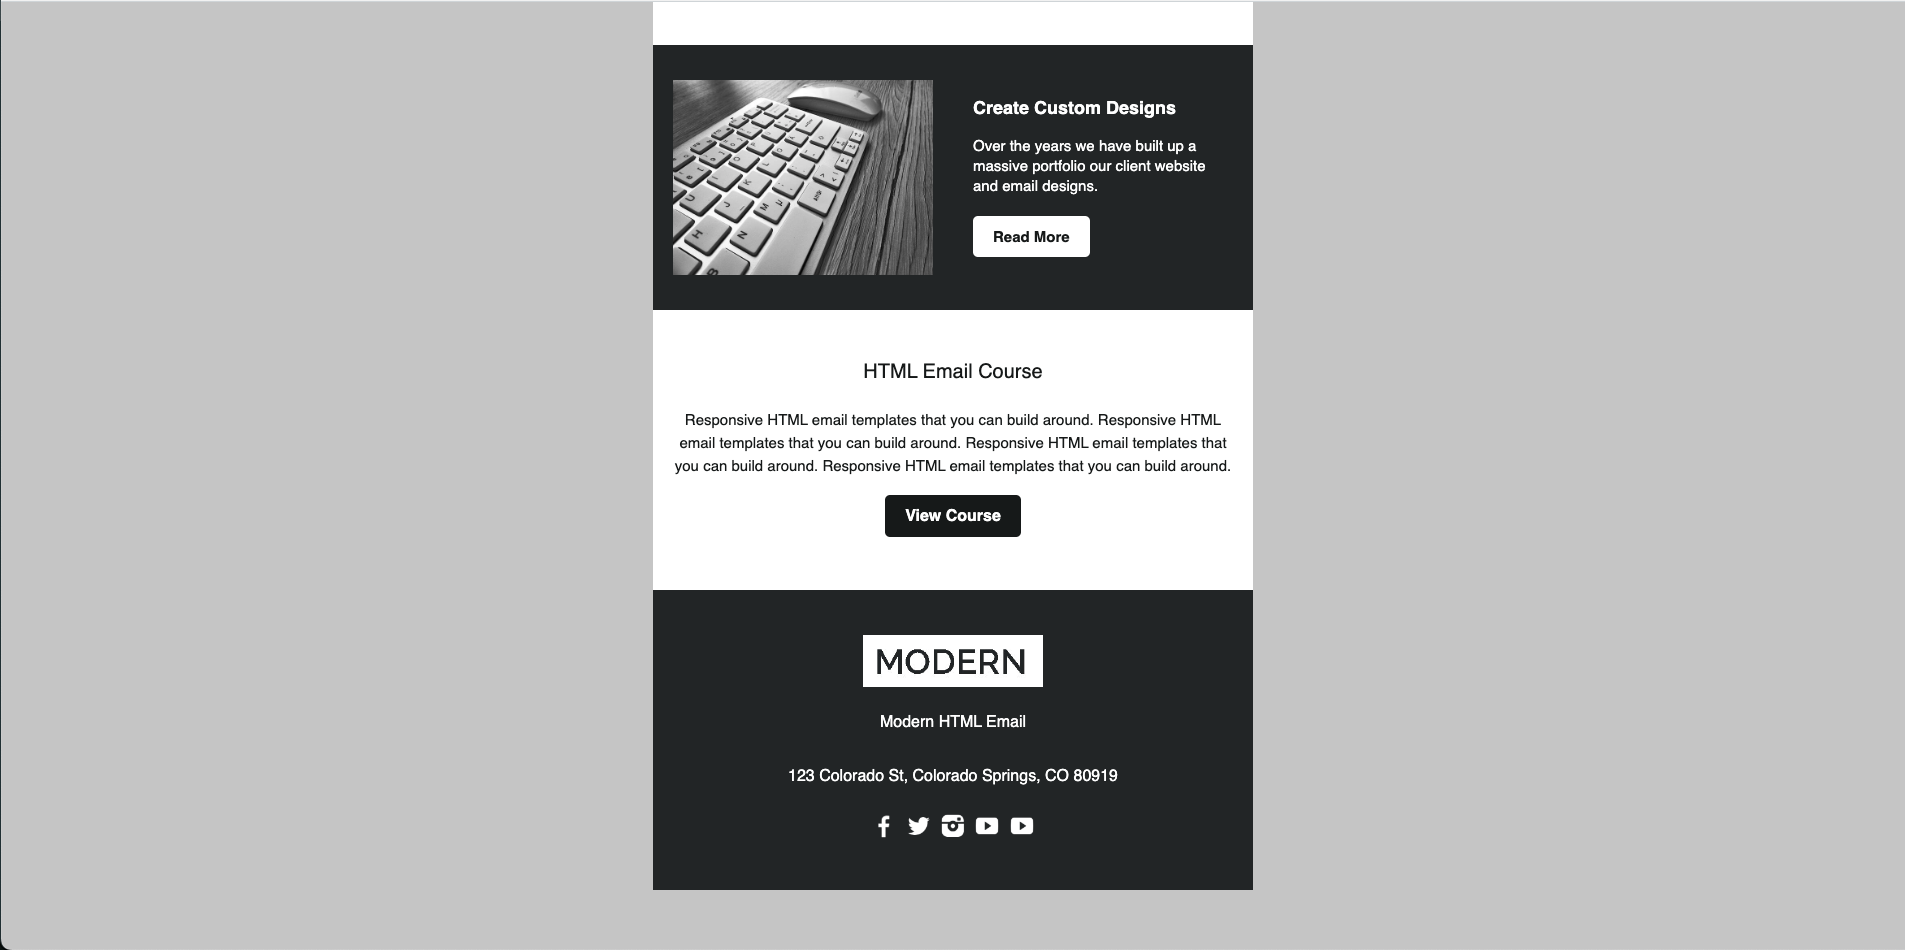 Create Custom Designs
Over the years we have built up a
massive portfolio our client website
and email designs.
Read More
HTML Email Course
Responsive HTML email templates that you can build around. Responsive HTML
email templates that you can build around. Responsive HTML email templates that
you can build around. Responsive HTML email templates that you can build around.
View Course
MODERN
Modern HTML Email
123 Colorado St, Colorado Springs, CO 80919